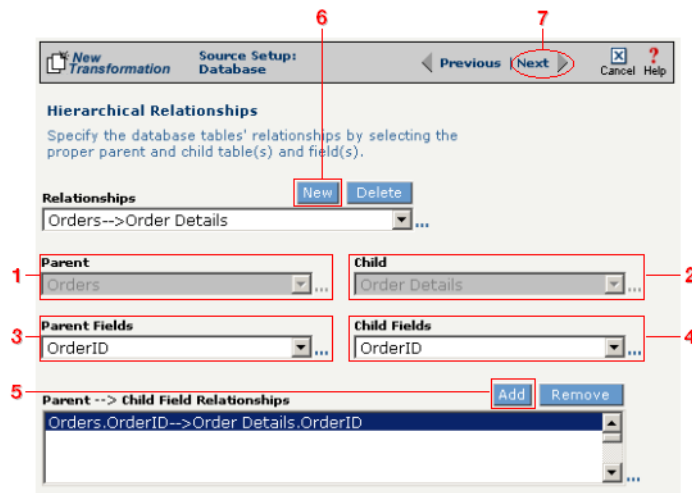 6
7
New Transformation
Source Setup: Database
Previous | Next
Cancel Help
Hierarchical Relationships
Specify the database tables' relationships by selecting the
proper parent and child table(s) and field(s).
Relationships
New Delete
Orders-->Order Details
...
1
Parent
Orders
...
Child
Order Details
...
2
3
Parent Fields
OrderID
...
Child Fields
OrderID
...
4
5
Parent --> Child Field Relationships
Add Remove
Orders.OrderID-->Order Details.OrderID
...